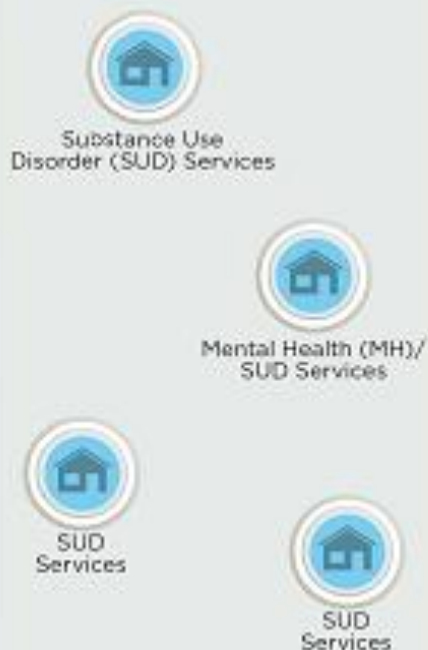 Substance Use
Disorder (SUD) Services
Mental Health (MH)/
SUD Services
SUD
Services
SUD
Services